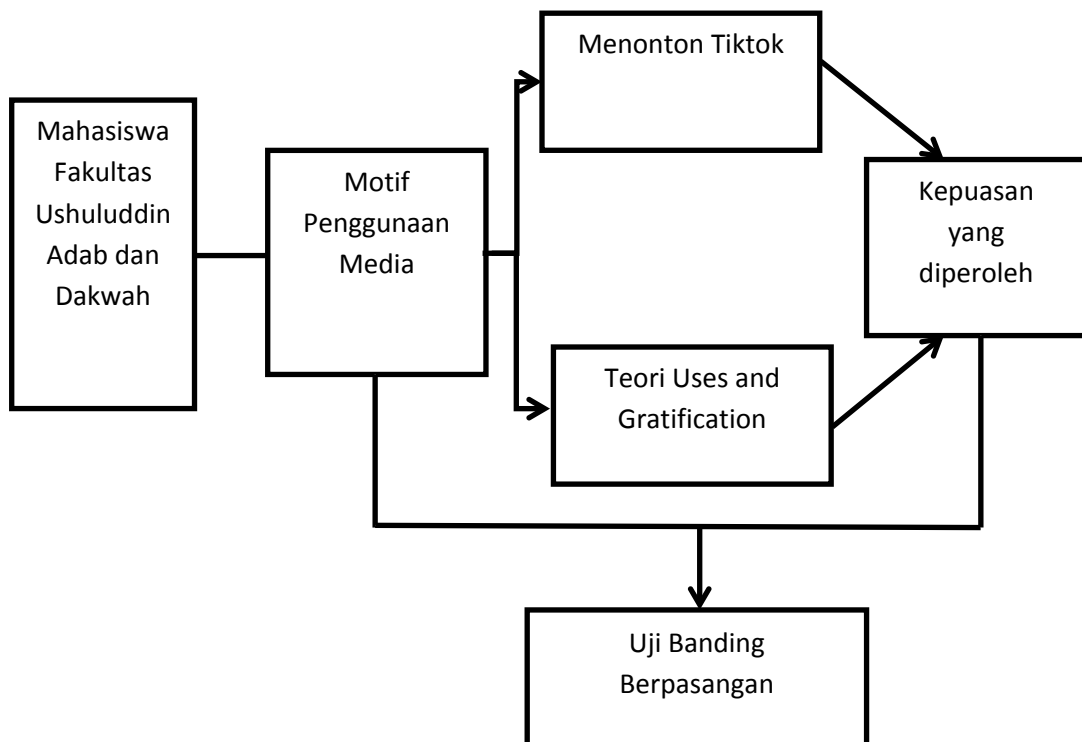 Mahasiswa
Fakultas
Ushuluddin
Adab dan
Dakwah
Motif
Penggunaan
Media
Menonton Tiktok
Teori Uses and
Gratification
Kepuasan
yang
diperoleh
Uji Banding
Berpasangan